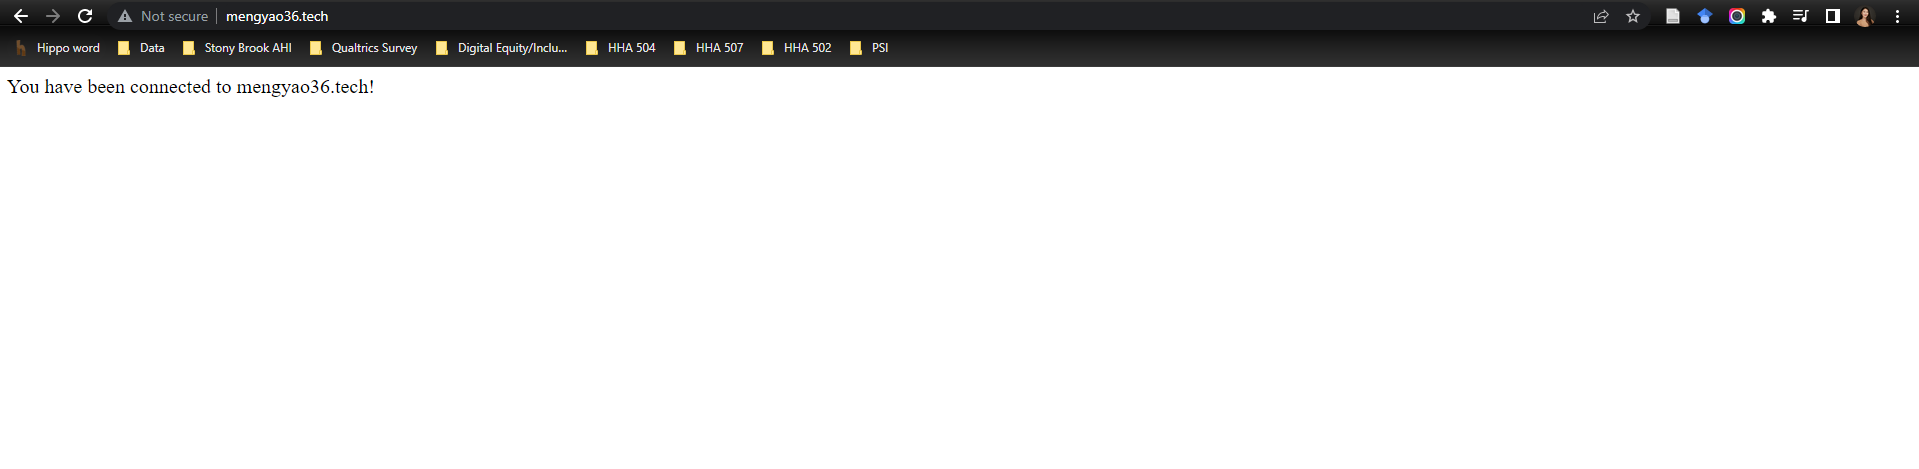 Not secure mengyao36.tech
Hippo word Data Stony Brook AHI Qualtrics Survey Digital Equity/Inclu... HHA 504 HHA 507 HHA 502 PSI
You have been connected to mengyao36.tech!